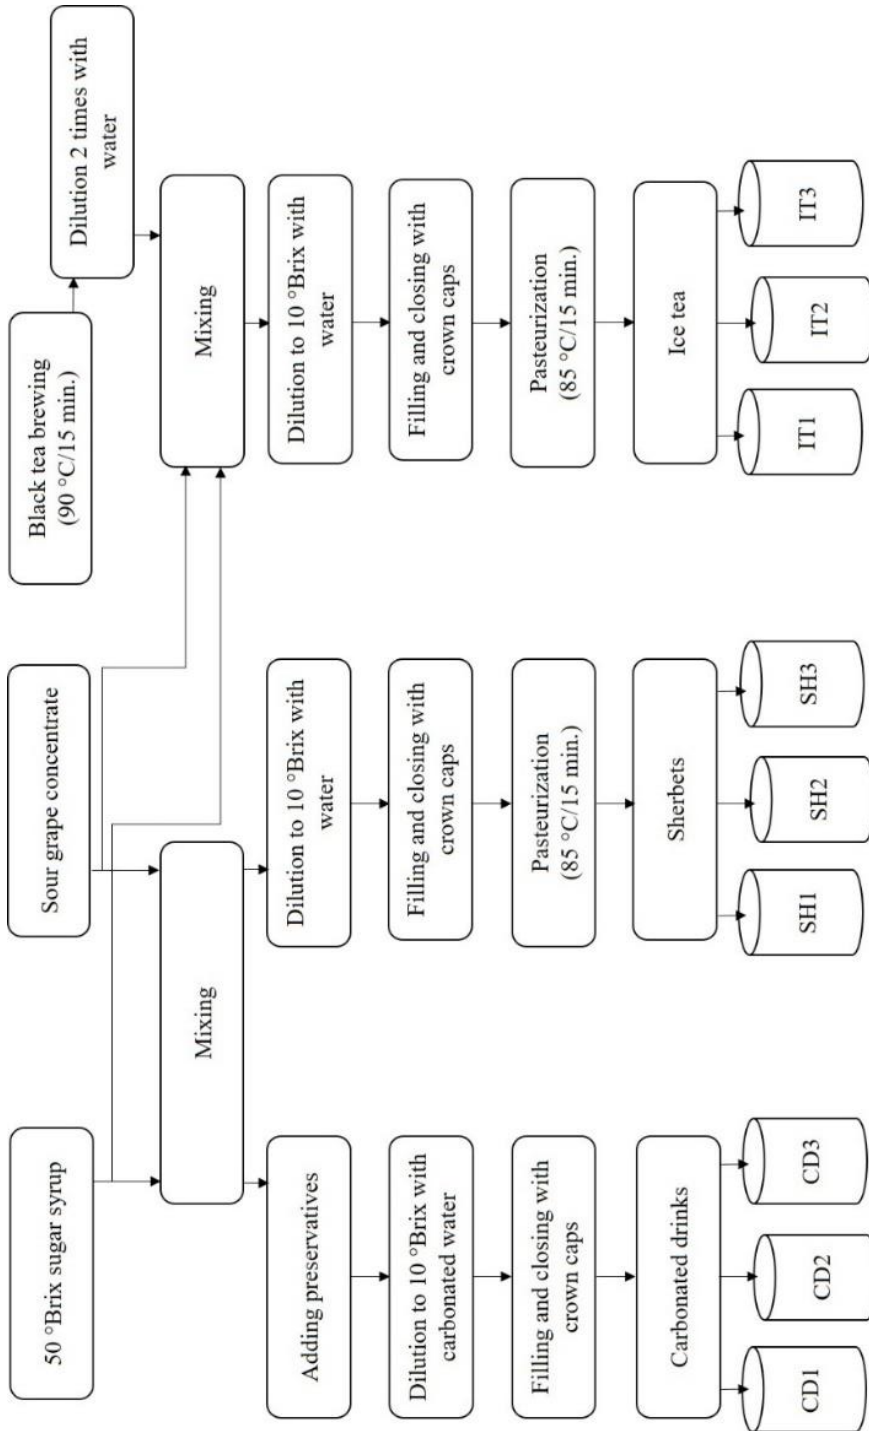 50 °Brix sugar syrup
Sour grape concentrate
Black tea brewing
(90 °C/15 min.)
Dilution 2 times with
water
Mixing
Mixing
Adding preservatives
Dilution to 10 °Brix with
water
Dilution to 10 °Brix with
water
Dilution to 10 °Brix with
carbonated water
Filling and closing with
crown caps
Filling and closing with
crown caps
Filling and closing with
crown caps
Pasteurization
(85 °C/15 min.)
Pasteurization
(85 °C/15 min.)
Carbonated drinks
Sherbets
Ice tea
CD1
CD2
CD3
SH1
SH2
SH3
IT1
IT2
IT3